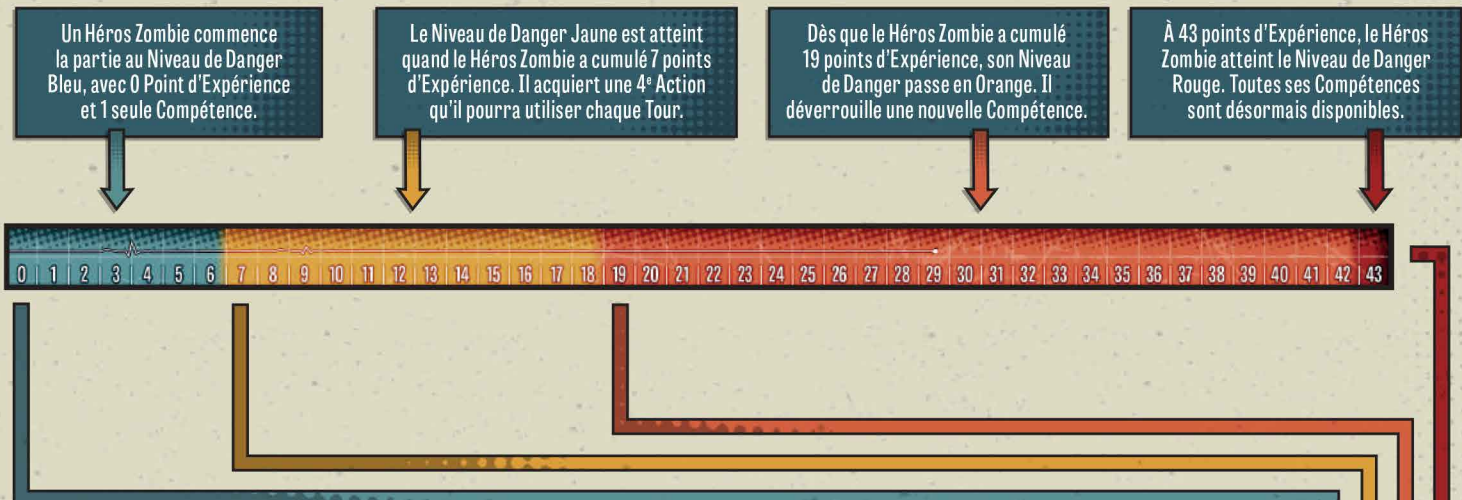 Un Héros Zombie commence
la partie au Niveau de Danger
Bleu, avec 0 Point d'Expérience
et 1 seule Compétence.
Le Niveau de Danger Jaune est atteint
quand le Héros Zombie a cumulé 7 points
d'Expérience. Il acquiert une 4e Action
qu'il pourra utiliser chaque Tour.
Dès que le Héros Zombie a cumulé
19 points d'Expérience, son Niveau
de Danger passe en Orange. Il
déverrouille une nouvelle Compétence.
À 43 points d'Expérience, le Héros
Zombie atteint le Niveau de Danger
Rouge. Toutes ses Compétences
sont désormais disponibles.
0 1 2 3 4 5 6 7 8 9 10 11 12 13 14 15 16 17 18 19 20 21 22 23 24 25 26 27 28 29 30 31 32 33 34 35 36 37 38 39 40 41 42 43